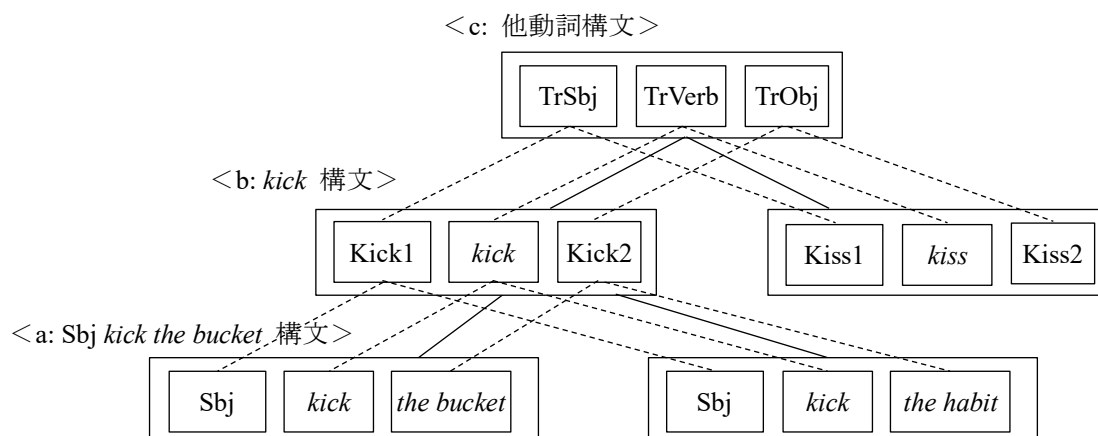 ＜c: 他動詞構文＞
TrSbj TrVerb TrObj
＜b: kick 構文＞
Kick1 kick Kick2 Kiss1 kiss Kiss2
＜a: Sbj kick the bucket 構文＞
Sbj kick the bucket Sbj kick the habit